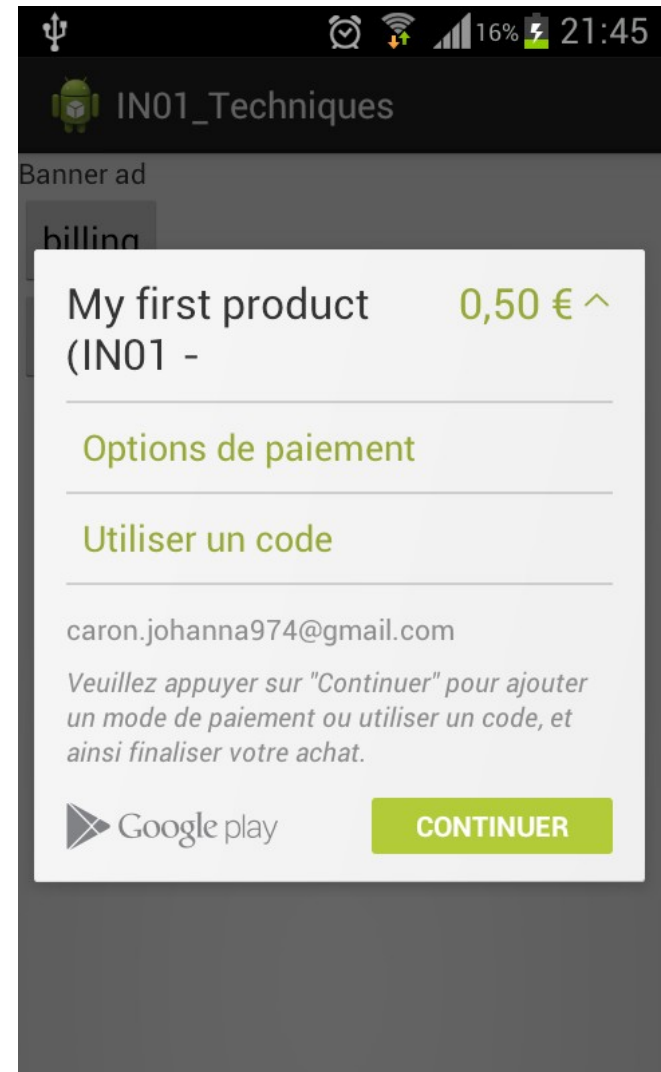 16% 21:45
IN01_Techniques
Banner ad
billing
My first product 0,50 €
(IN01 -
Options de paiement
Utiliser un code
caron.johanna974@gmail.com
Veuillez appuyer sur "Continuer" pour ajouter
un mode de paiement ou utiliser un code, et
ainsi finaliser votre achat.
Google play CONTINUER